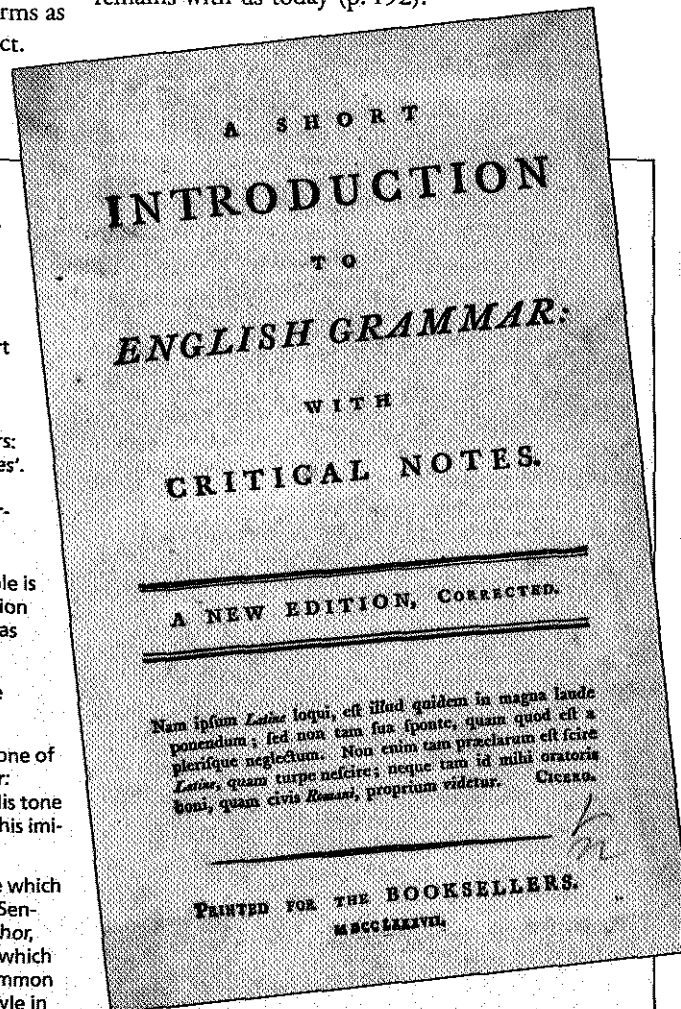 rms as
ct.
remains with us today (p. 192).
rt
rs:
es'.
r-
le is
ion
as
e
one of
r:
lis tone
his imi-
e which
Sen-
hor,
which
mmon
yle in
A SHORT
INTRODUCTION
TO
ENGLISH GRAMMAR:
WITH
CRITICAL NOTES.
A NEW EDITION, CORRECTED.
Nam ipſum Latine loqui, eſt illud quidem in magna laude
ponendum; ſed non tam ſua ſponte, quam quod eſt a
pleriſque neglectum. Non enim tam præclarum eſt ſcire
Latine, quam turpe neſcire; neque tam id mihi oratoris
boni, quam civis Romani, proprium videtur. CICERO.
PRINTED FOR THE BOOKSELLERS.
MDCCLXXXVII.